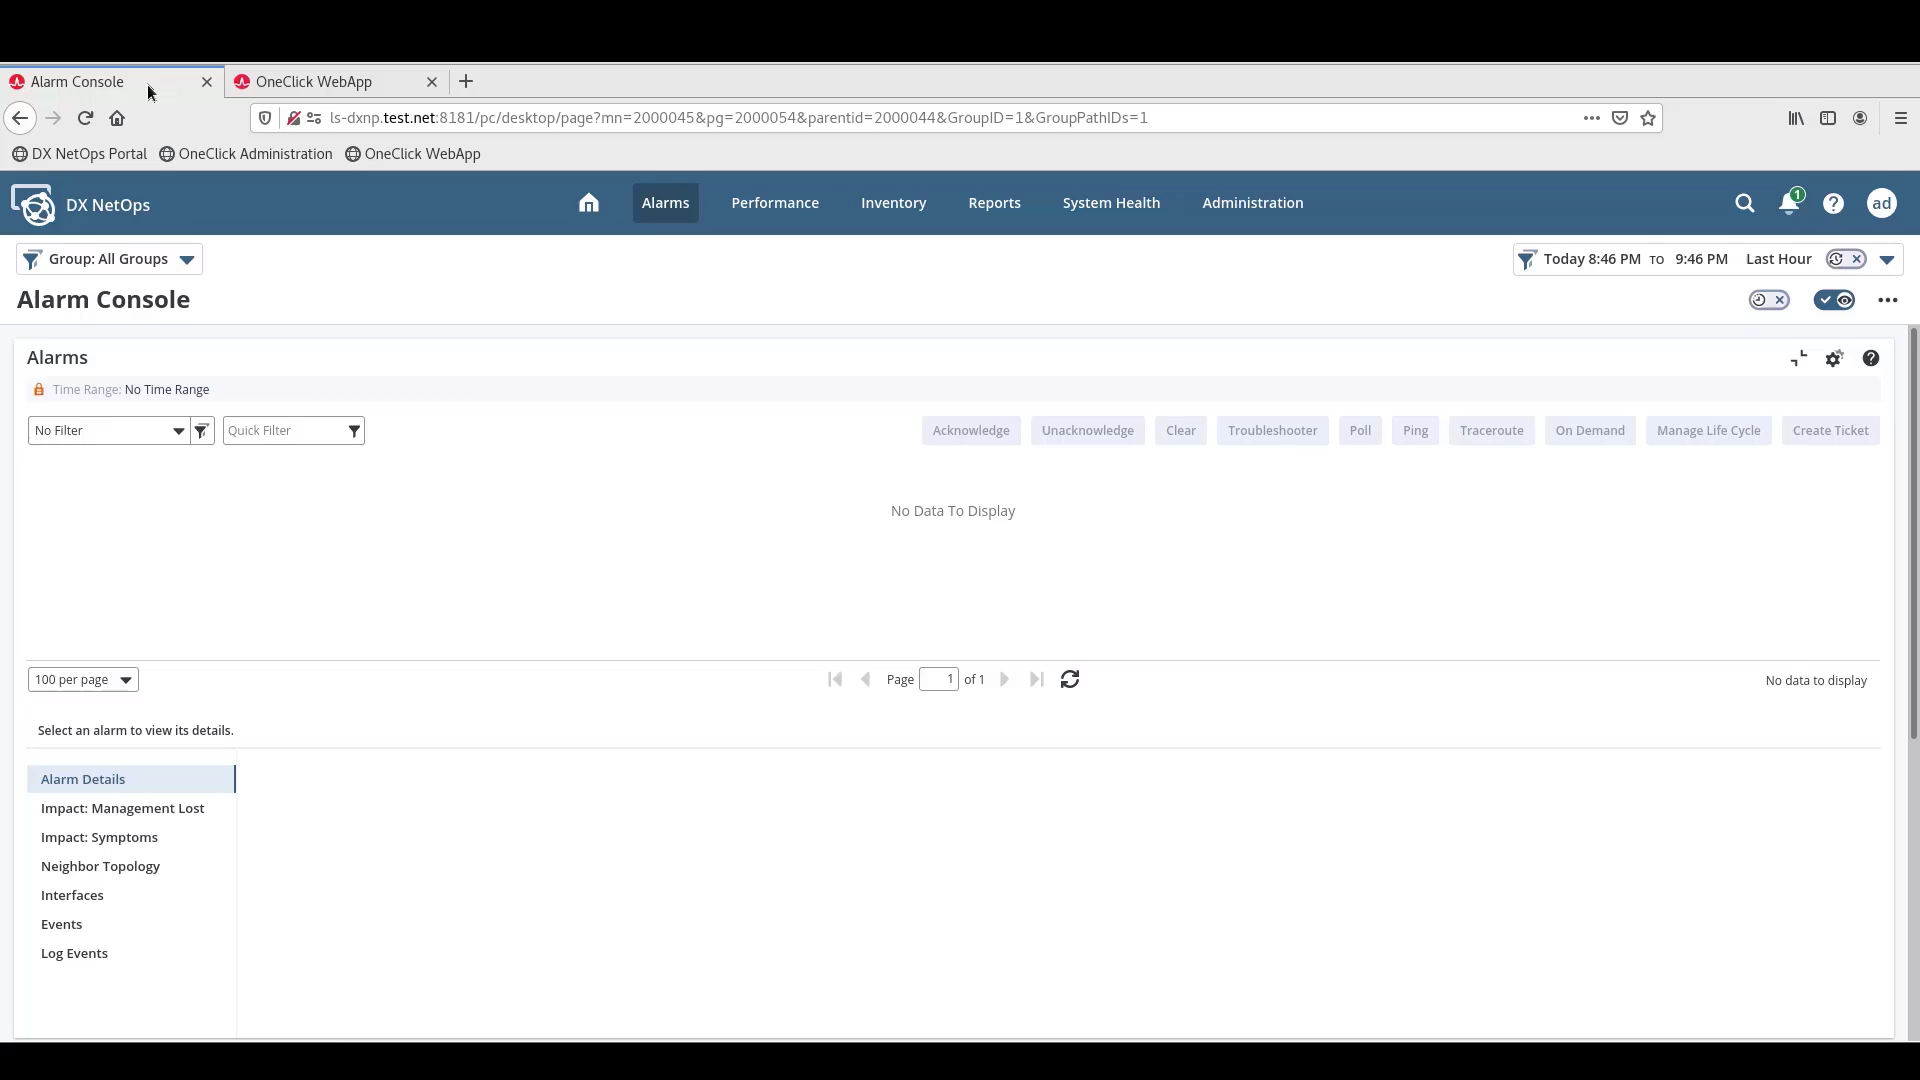 Alarm Console
OneClick WebApp
ls-dxnp.test.net:8181/pc/desktop/page?mn=2000045&pg=2000054&parentid=2000044&GroupID=1&GroupPathIDs=1
DX NetOps Portal
OneClick Administration
OneClick WebApp
DX NetOps
Alarms
Performance
Inventory
Reports
System Health
Administration
1
ad
Group: All Groups
Today 8:46 PM TO 9:46 PM Last Hour
Alarm Console
Alarms
Time Range: No Time Range
No Filter
Quick Filter
Acknowledge
Unacknowledge
Clear
Troubleshooter
Poll
Ping
Traceroute
On Demand
Manage Life Cycle
Create Ticket
No Data To Display
100 per page
Page 1 of 1
No data to display
Select an alarm to view its details.
Alarm Details
Impact: Management Lost
Impact: Symptoms
Neighbor Topology
Interfaces
Events
Log Events